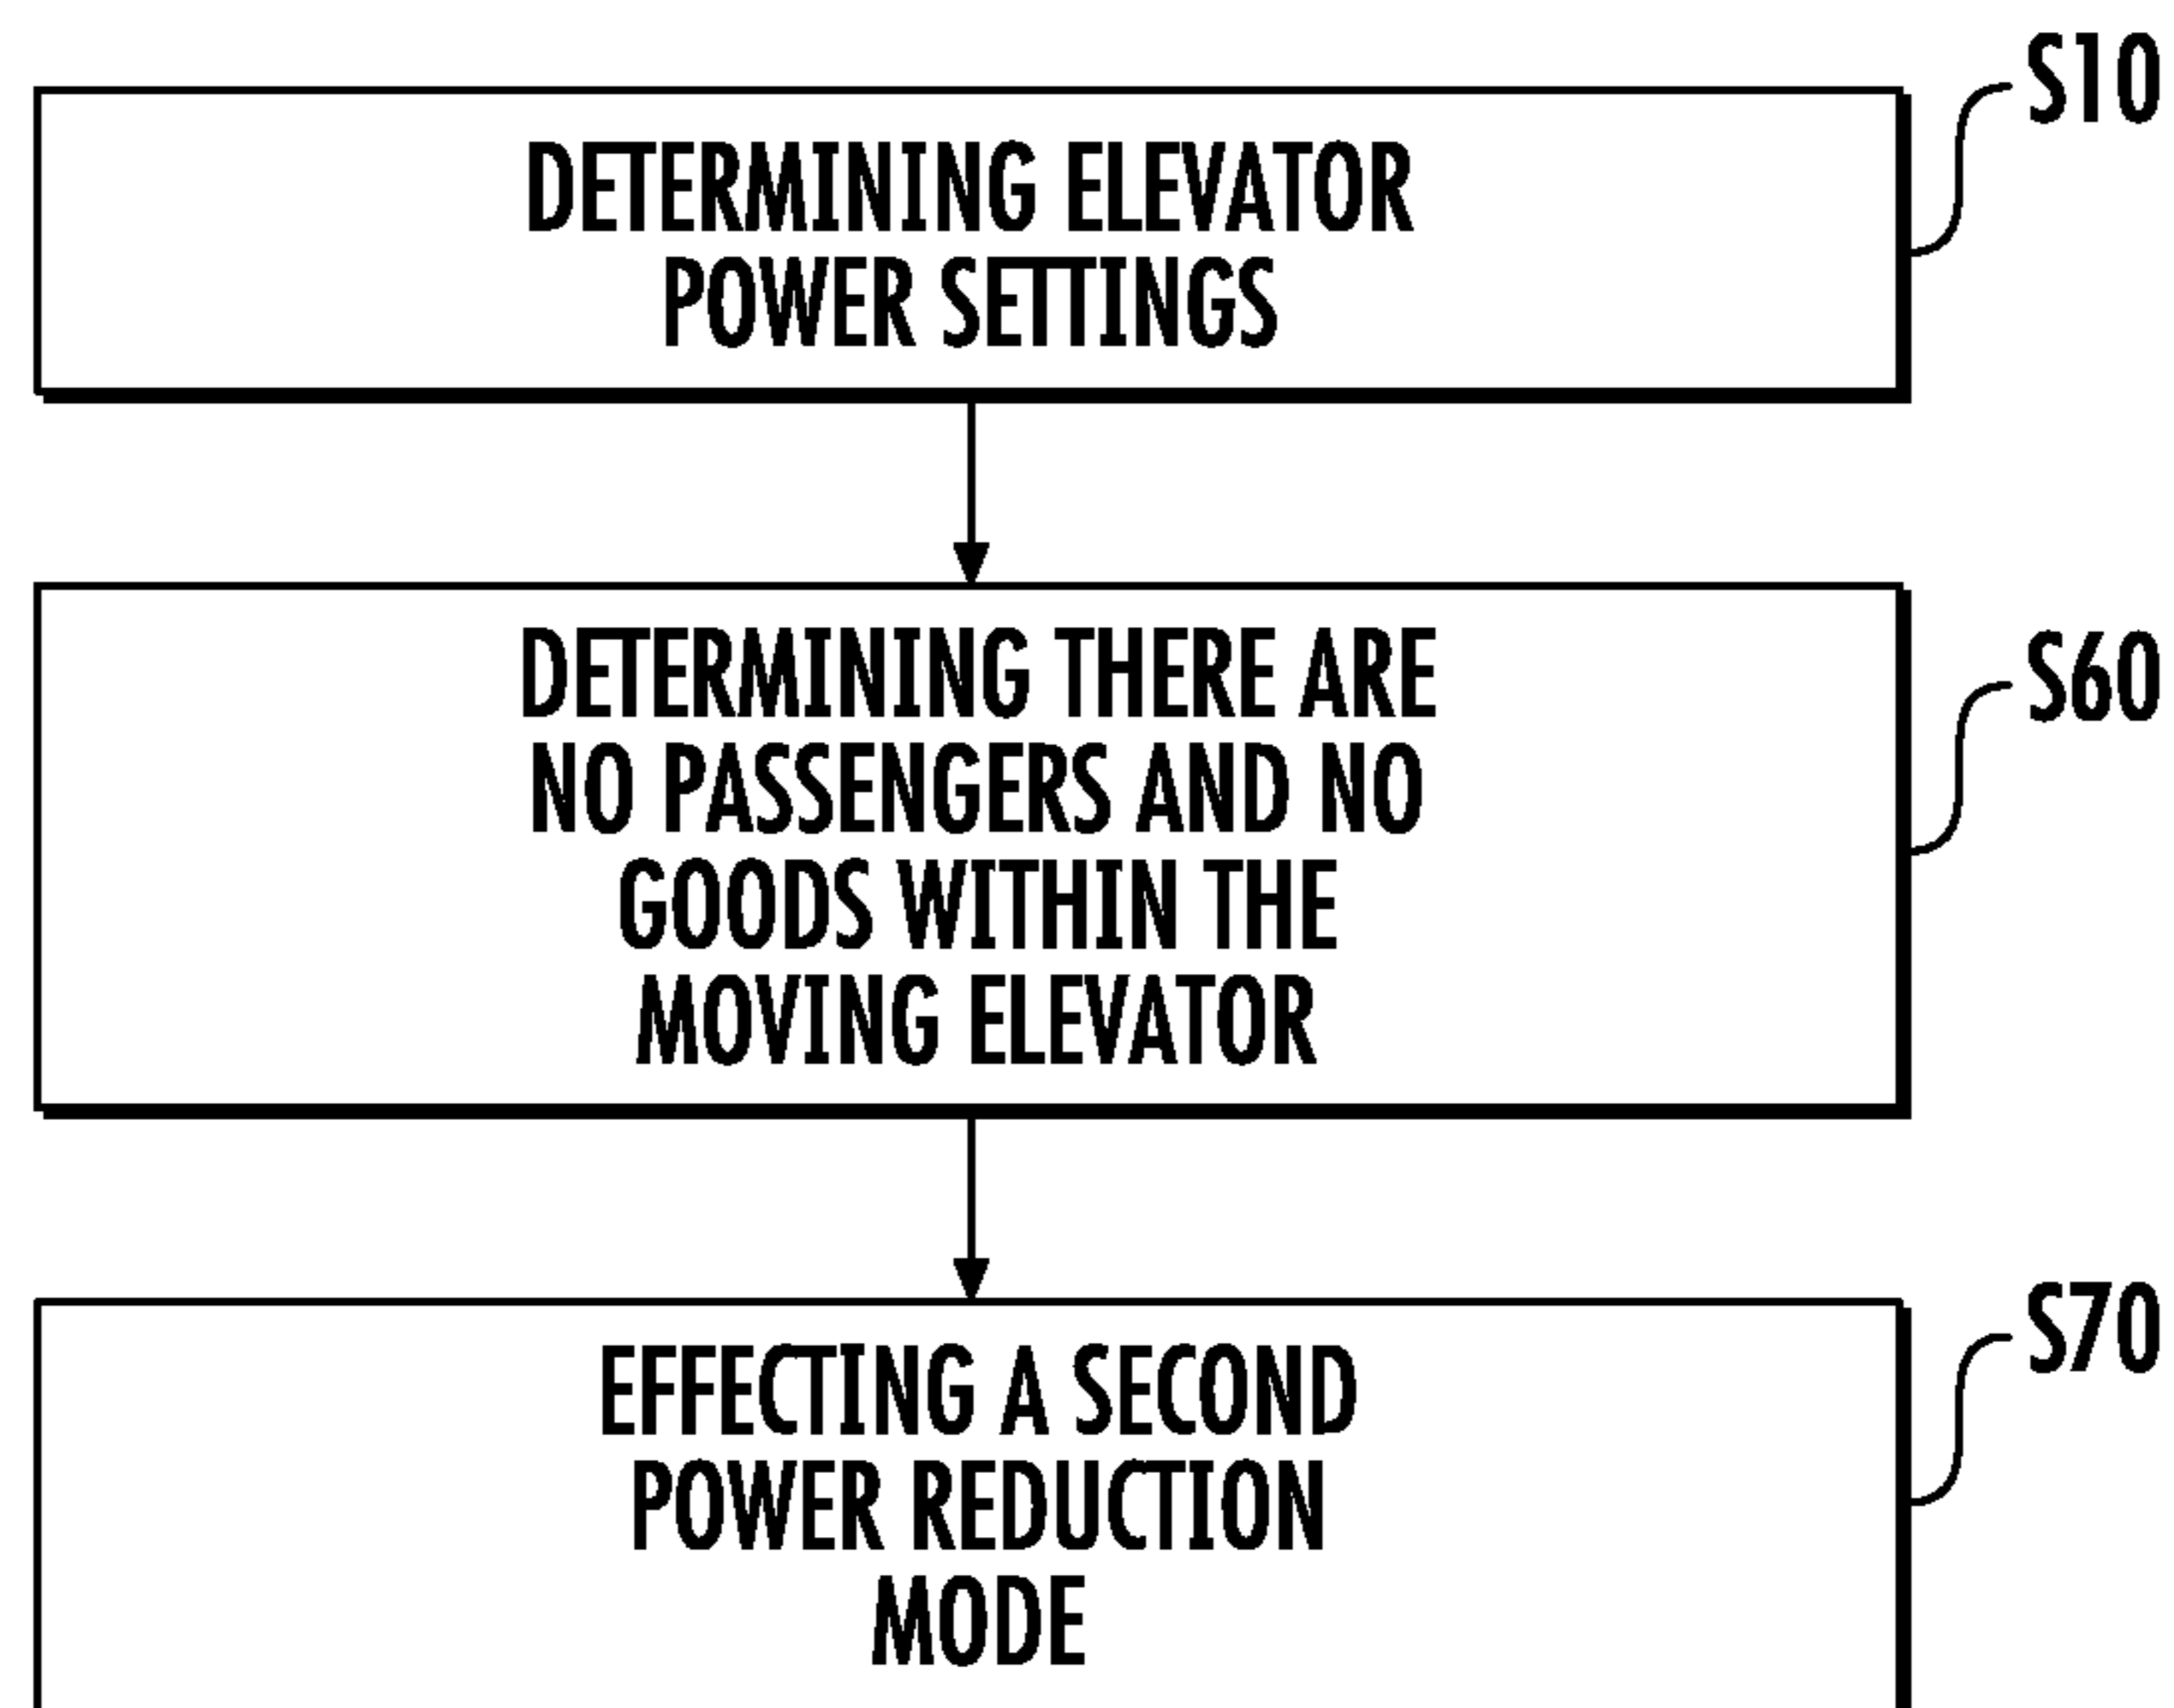 S10
DETERMINING ELEVATOR
POWER SETTINGS
S60
DETERMINING THERE ARE
NO PASSENGERS AND NO
GOODS WITHIN THE
MOVING ELEVATOR
S70
EFFECTING A SECOND
POWER REDUCTION
MODE